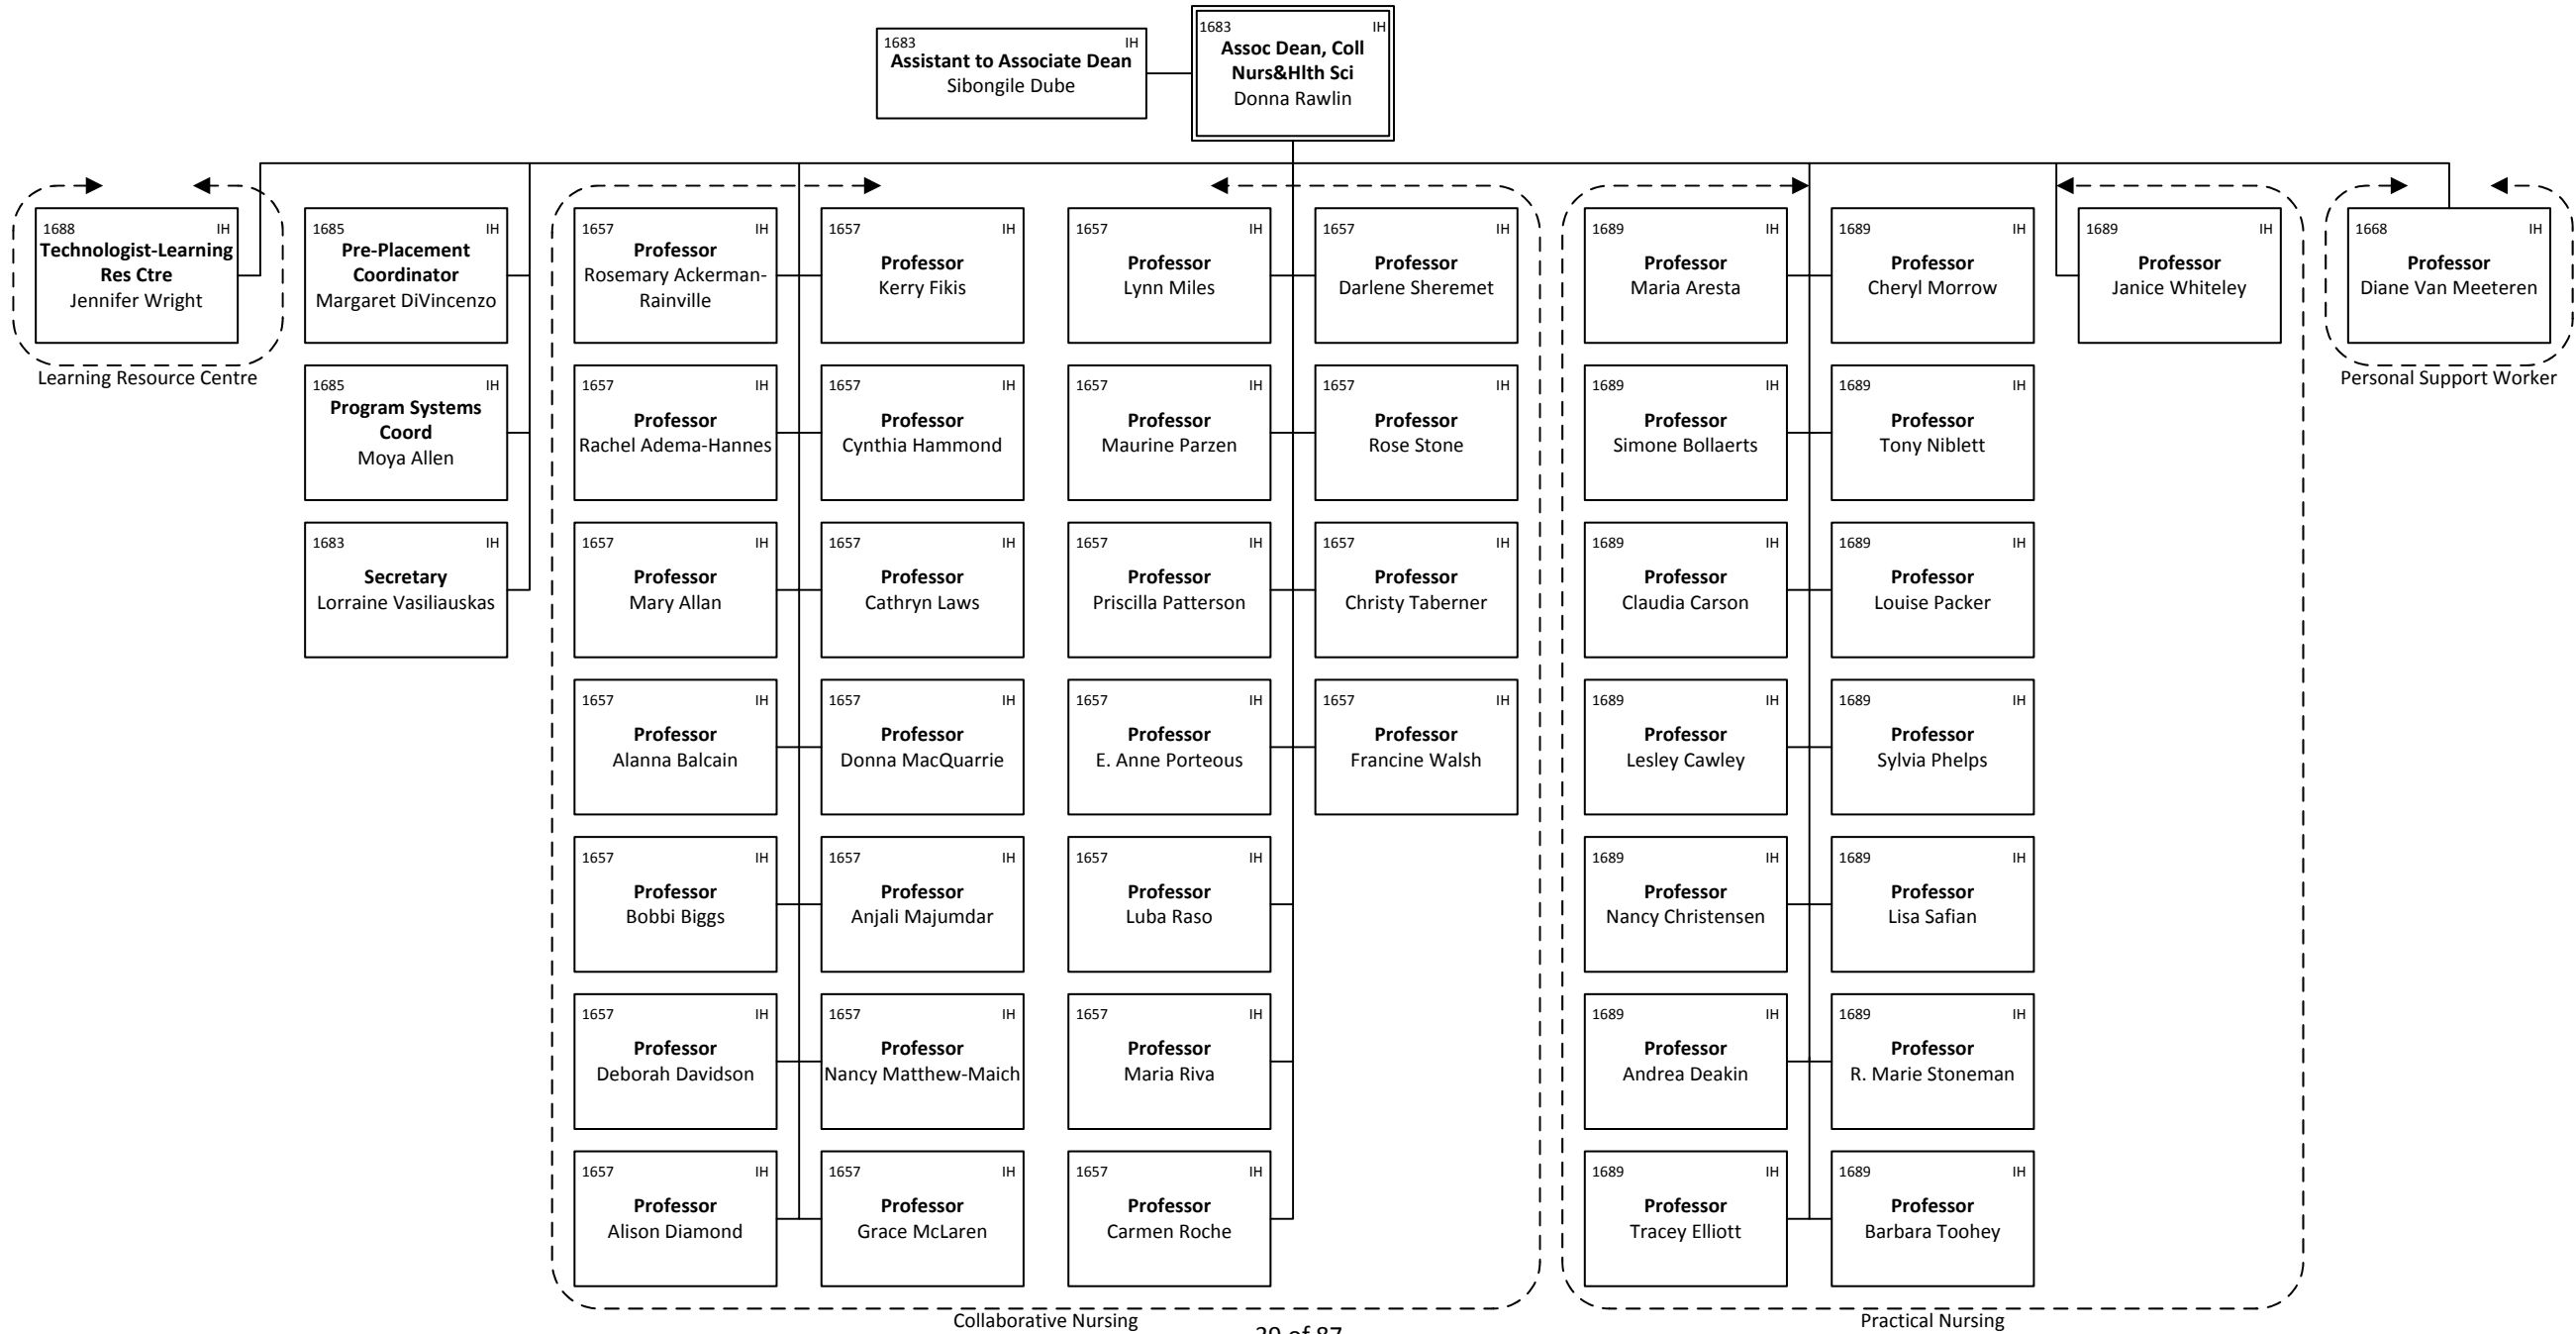 1683 IH
Assistant to Associate Dean
Sibongile Dube
1683 IH
Assoc Dean, Coll
Nurs&Hlth Sci
Donna Rawlin
1688 IH
Technologist-Learning
Res Ctre
Jennifer Wright
Learning Resource Centre
1685 IH
Pre-Placement
Coordinator
Margaret DiVincenzo
1685 IH
Program Systems
Coord
Moya Allen
1683 IH
Secretary
Lorraine Vasiliauskas
1657 IH
Professor
Rosemary Ackerman-
Rainville
1657 IH
Professor
Rachel Adema-Hannes
1657 IH
Professor
Mary Allan
1657 IH
Professor
Alanna Balcain
1657 IH
Professor
Bobbi Biggs
1657 IH
Professor
Deborah Davidson
1657 IH
Professor
Alison Diamond
1657 IH
Professor
Kerry Fikis
1657 IH
Professor
Cynthia Hammond
1657 IH
Professor
Cathryn Laws
1657 IH
Professor
Donna MacQuarrie
1657 IH
Professor
Anjali Majumdar
1657 IH
Professor
Nancy Matthew-Maich
1657 IH
Professor
Grace McLaren
1657 IH
Professor
Lynn Miles
1657 IH
Professor
Maurine Parzen
1657 IH
Professor
Priscilla Patterson
1657 IH
Professor
E. Anne Porteous
1657 IH
Professor
Luba Raso
1657 IH
Professor
Maria Riva
1657 IH
Professor
Carmen Roche
1657 IH
Professor
Darlene Sheremet
1657 IH
Professor
Rose Stone
1657 IH
Professor
Christy Taberner
1657 IH
Professor
Francine Walsh
Collaborative Nursing
1689 IH
Professor
Maria Aresta
1689 IH
Professor
Simone Bollaerts
1689 IH
Professor
Claudia Carson
1689 IH
Professor
Lesley Cawley
1689 IH
Professor
Nancy Christensen
1689 IH
Professor
Andrea Deakin
1689 IH
Professor
Tracey Elliott
1689 IH
Professor
Cheryl Morrow
1689 IH
Professor
Tony Niblett
1689 IH
Professor
Louise Packer
1689 IH
Professor
Sylvia Phelps
1689 IH
Professor
Lisa Safian
1689 IH
Professor
R. Marie Stoneman
1689 IH
Professor
Barbara Toohey
1689 IH
Professor
Janice Whiteley
Practical Nursing
1668 IH
Professor
Diane Van Meeteren
Personal Support Worker